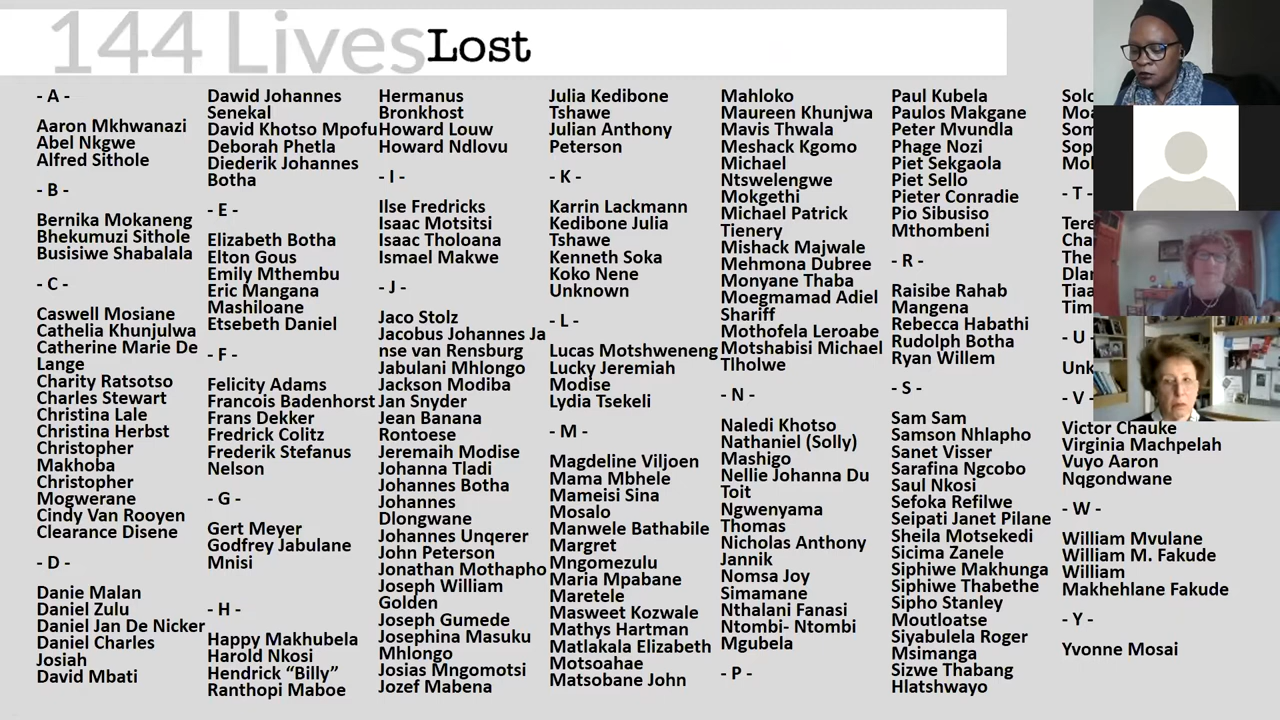 144 Lives Lost
- A -
Aaron Mkhwanazi
Abel Nkgwe
Alfred Sithole
- B -
Bernika Mokaneng
Bhekumuzi Sithole
Busisiwe Shabalala
- C -
Caswell Mosiane
Cathelia Khunjulwa
Catherine Marie De
Lange
Charity Ratsotso
Charles Stewart
Christina Lale
Christina Herbst
Christopher
Makhoba
Christopher
Mogwerane
Cindy Van Rooyen
Clearance Disene
- D -
Danie Malan
Daniel Zulu
Daniel Jan De Nicker
Daniel Charles
Josiah
David Mbati
Dawid Johannes
Senekal
David Khotso Mpofu
Deborah Phetla
Diederik Johannes
Botha
- E -
Elizabeth Botha
Elton Gous
Emily Mthembu
Eric Mangana
Mashiloane
Etsebeth Daniel
- F -
Felicity Adams
Francois Badenhorst
Frans Dekker
Fredrick Colitz
Frederik Stefanus
Nelson
- G -
Gert Meyer
Godfrey Jabulane
Mnisi
- H -
Happy Makhubela
Harold Nkosi
Hendrick “Billy”
Ranthopi Maboe
Hermanus
Bronkhost
Howard Louw
Howard Ndlovu
- I -
Ilse Fredricks
Isaac Motsitsi
Isaac Tholoana
Ismael Makwe
- J -
Jaco Stolz
Jacobus Johannes Ja
nse van Rensburg
Jabulani Mhlongo
Jackson Modiba
Jan Snyder
Jean Banana
Rontoese
Jeremaih Modise
Johanna Tladi
Johannes Botha
Johannes
Dlongwane
Johannes Unqerer
John Peterson
Jonathan Mothapho
Joseph William
Golden
Joseph Gumede
Josephina Masuku
Mhlongo
Josias Mngomotsi
Jozef Mabena
Julia Kedibone
Tshawe
Julian Anthony
Peterson
- K -
Karrin Lackmann
Kedibone Julia
Tshawe
Kenneth Soka
Koko Nene
Unknown
- L -
Lucas Motshweneng
Lucky Jeremiah
Modise
Lydia Tsekeli
- M -
Magdeline Viljoen
Mama Mbhele
Mameisi Sina
Mosalo
Manwele Bathabile
Margret
Mngomezulu
Maria Mpabane
Maretele
Masweet Kozwale
Mathys Hartman
Matlakala Elizabeth
Motsoahae
Matsobane John
Mahloko
Maureen Khunjwa
Mavis Thwala
Meshack Kgomo
Michael
Ntswelengwe
Mokgethi
Michael Patrick
Tienery
Mishack Majwale
Mehmona Dubree
Monyane Thaba
Moegmamad Adiel
Shariff
Mothofela Leroabe
Motshabisi Michael
Tlholwe
- N -
Naledi Khotso
Nathaniel (Solly)
Mashigo
Nellie Johanna Du
Toit
Ngwenyama
Thomas
Nicholas Anthony
Jannik
Nomsa Joy
Simamane
Nthalani Fanasi
Ntombi- Ntombi
Mgubela
- P -
Paul Kubela
Paulos Makgane
Peter Mvundla
Phage Nozi
Piet Sekgaola
Piet Sello
Pieter Conradie
Pio Sibusiso
Mthombeni
- R -
Raisibe Rahab
Mangena
Rebecca Habathi
Rudolph Botha
Ryan Willem
- S -
Sam Sam
Samson Nhlapho
Sanet Visser
Sarafina Ngcobo
Saul Nkosi
Sefoka Refilwe
Seipati Janet Pilane
Sheila Motsekedi
Sicima Zanele
Siphiwe Makhunga
Siphiwe Thabethe
Sipho Stanley
Moutloatse
Siyabulela Roger
Msimanga
Sizwe Thabang
Hlatshwayo
- T -
- U -
- V -
Victor Chauke
Virginia Machpelah
Vuyo Aaron
Nqgondwane
- W -
William Mvulane
William M. Fakude
William
Makhehlane Fakude
- Y -
Yvonne Mosai